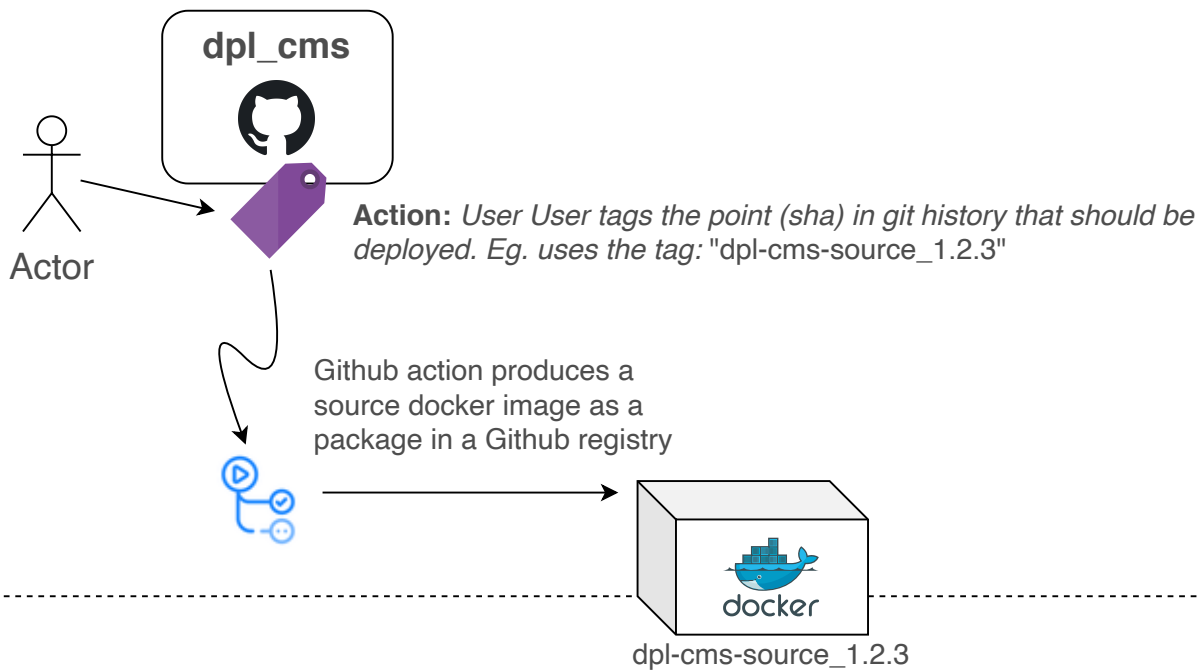 dpl_cms
Actor
Action: User User tags the point (sha) in git history that should be
deployed. Eg. uses the tag: "dpl-cms-source_1.2.3"
Github action produces a
source docker image as a
package in a Github registry
docker
dpl-cms-source_1.2.3